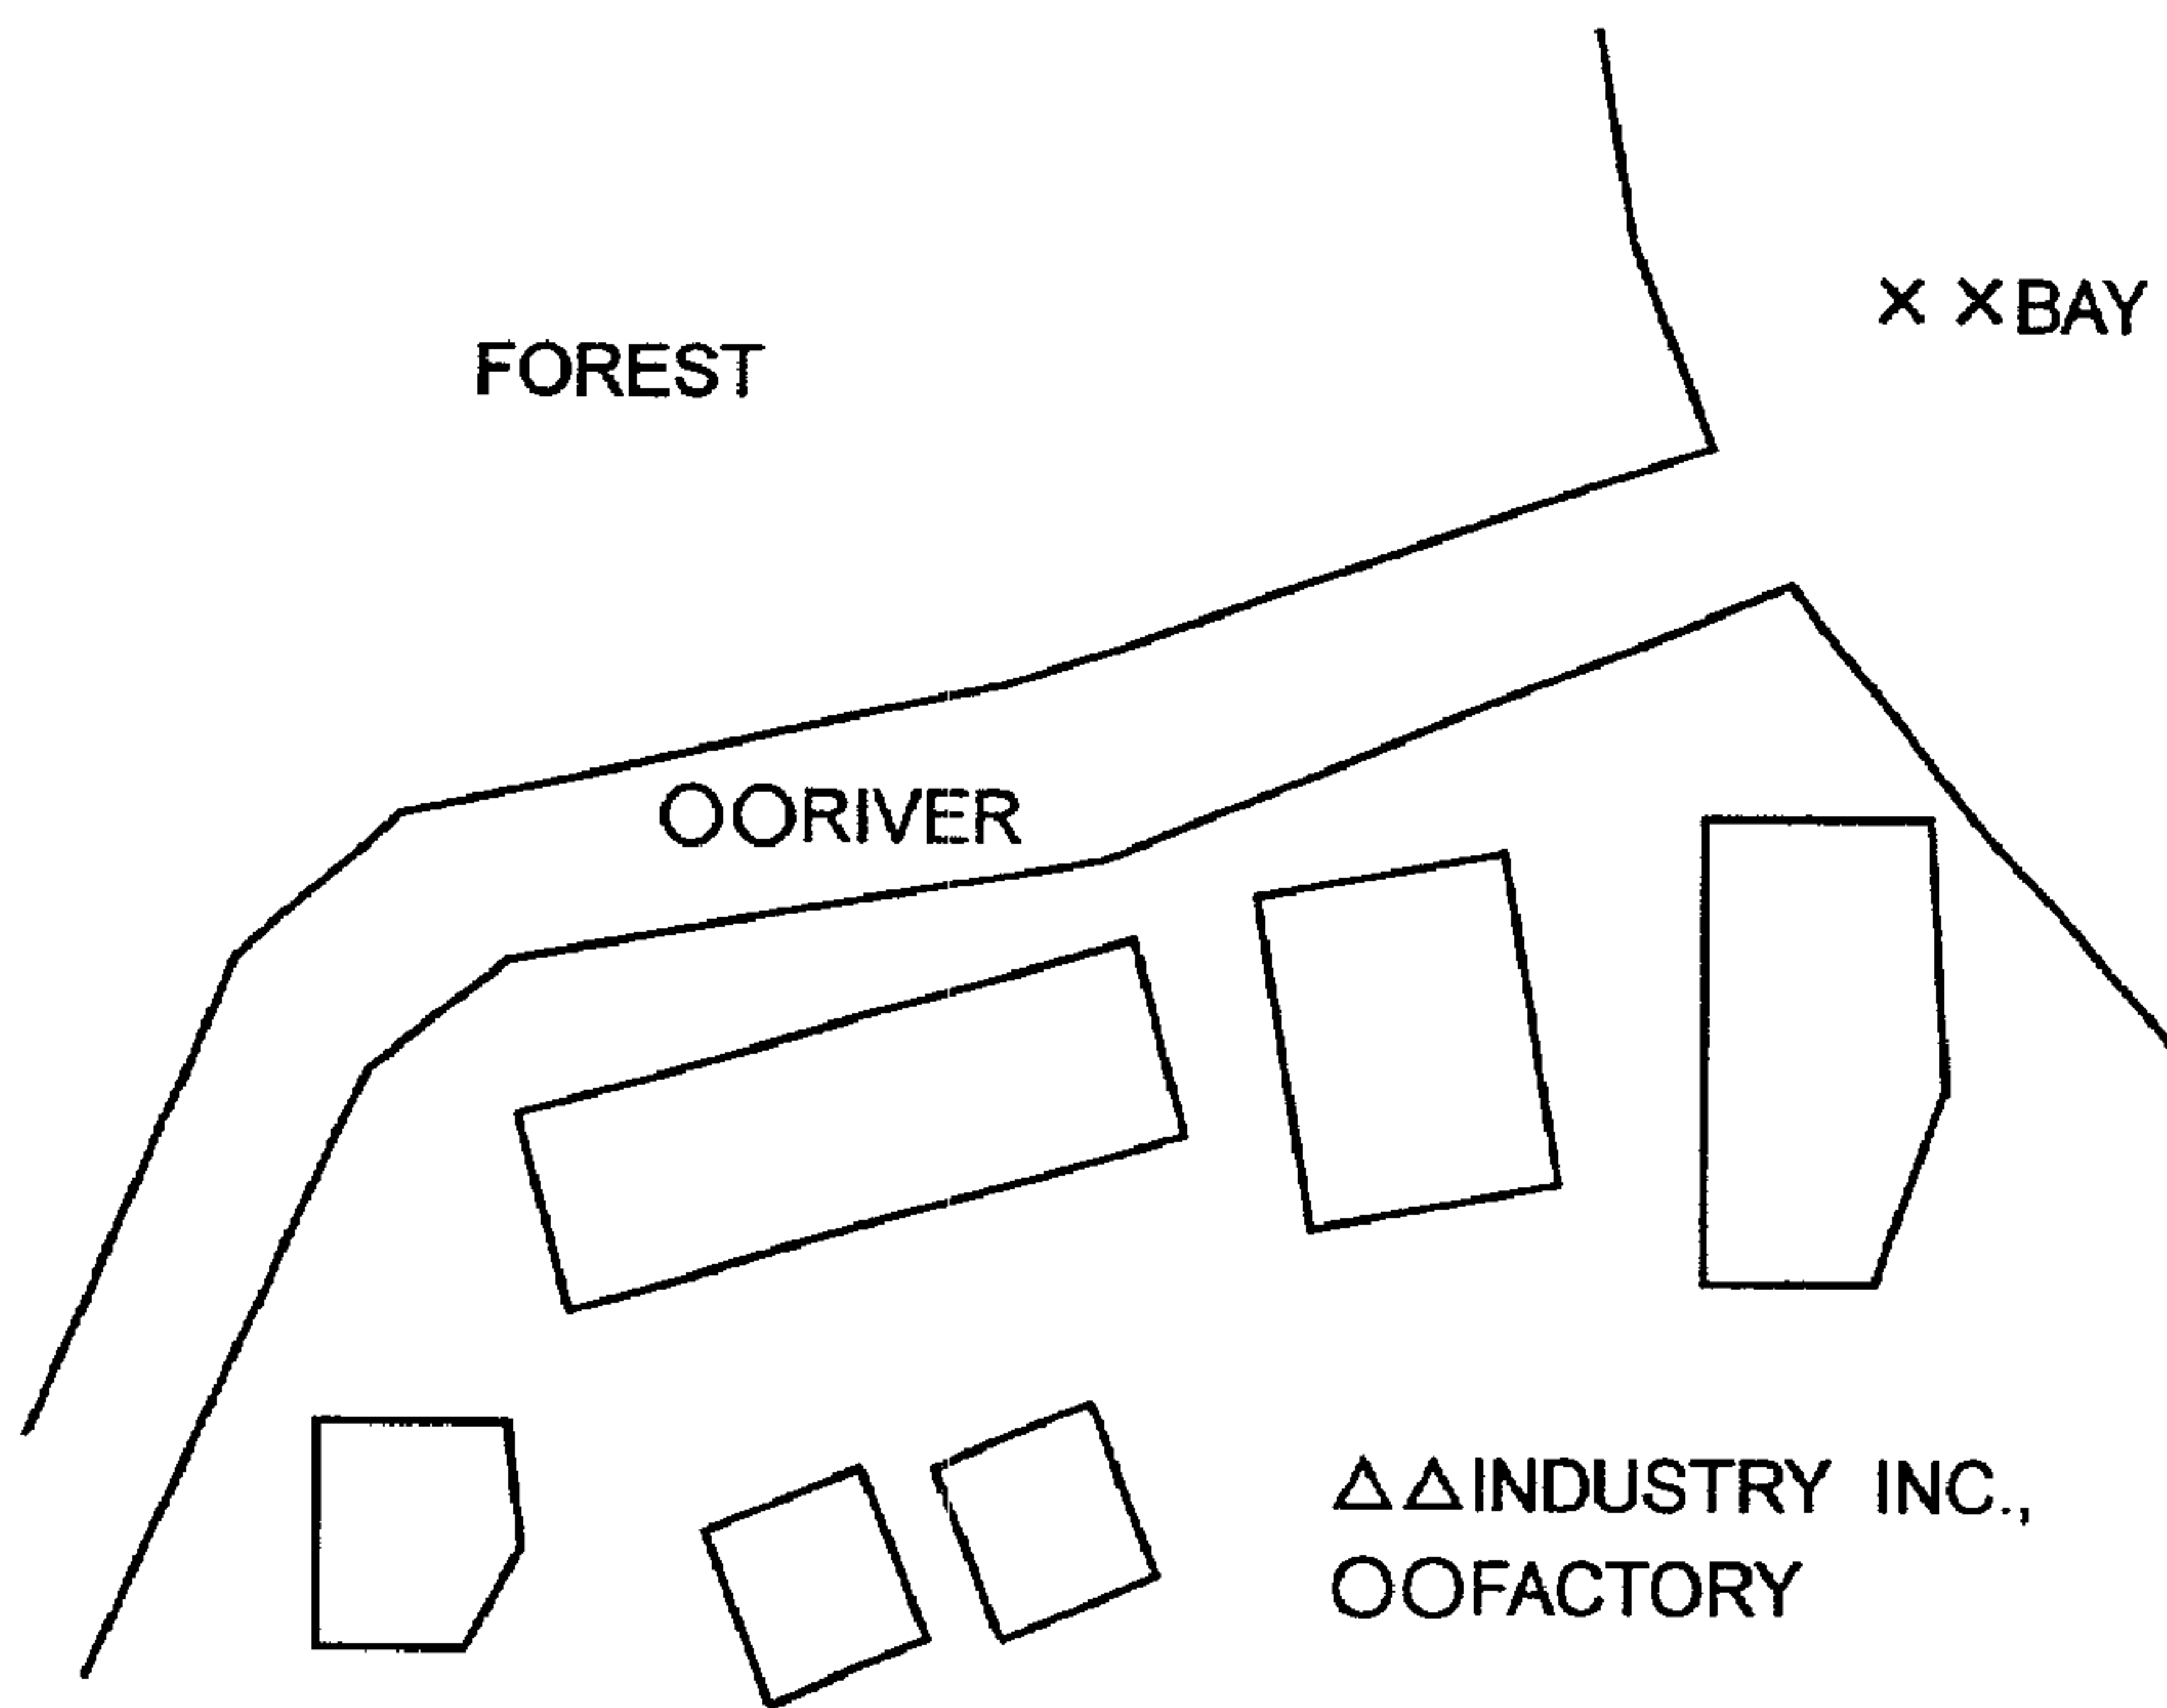 ××BAY
FOREST
○○RIVER
△△INDUSTRY INC.,
○○FACTORY